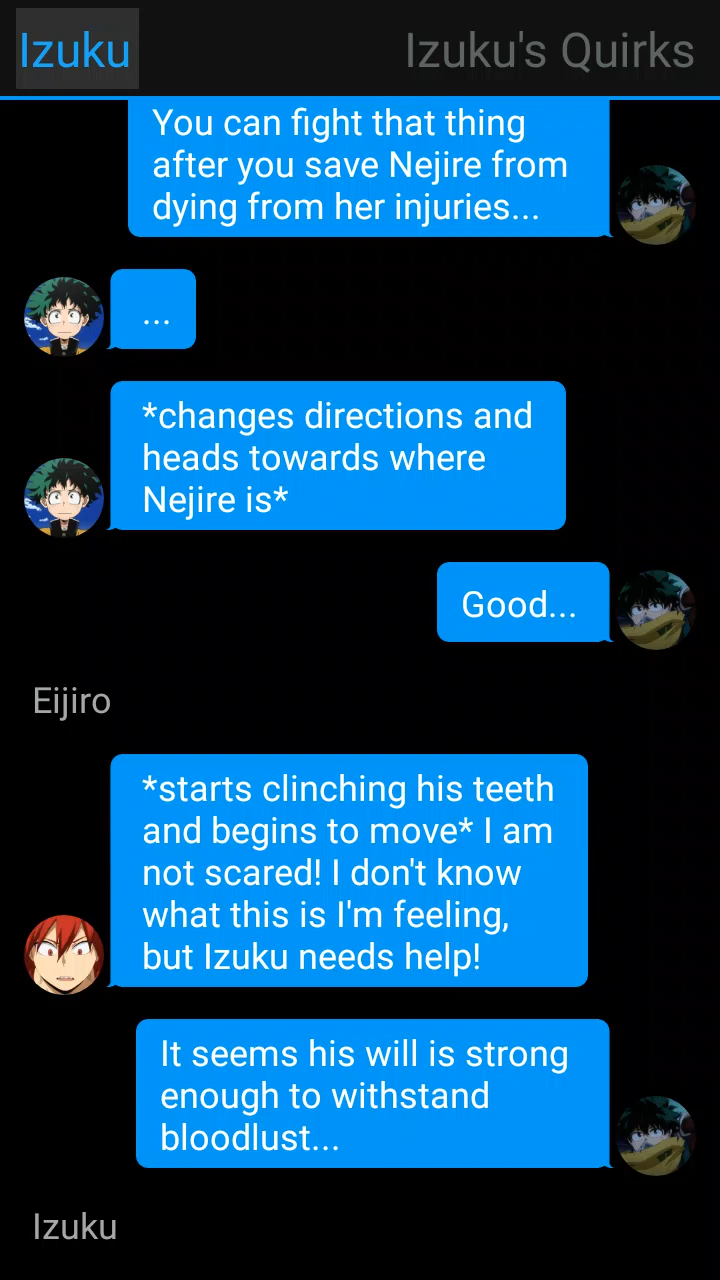 Izuku
Izuku's Quirks
You can fight that thing
after you save Nejire from
dying from her injuries...
...
*changes directions and
heads towards where
Nejire is*
Good...
Eijiro
*starts clinching his teeth
and begins to move* I am
not scared! I don't know
what this is I'm feeling,
but Izuku needs help!
It seems his will is strong
enough to withstand
bloodlust...
Izuku